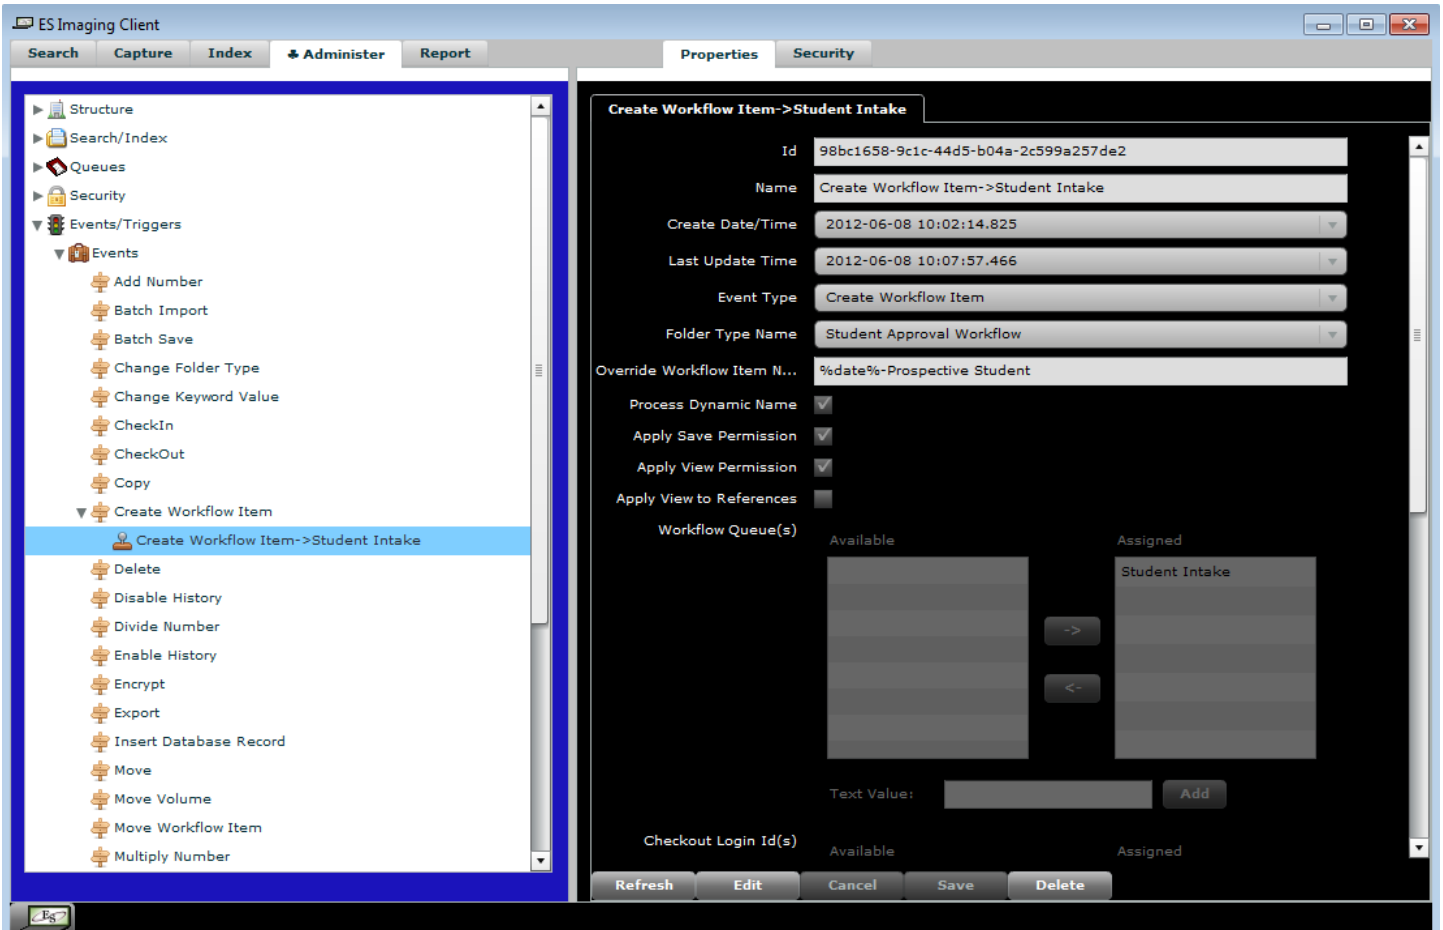 ES Imaging Client
Search Capture Index Administer Report
Properties Security
Structure
Search/Index
Queues
Security
Events/Triggers
Events
Add Number
Batch Import
Batch Save
Change Folder Type
Change Keyword Value
CheckIn
CheckOut
Copy
Create Workflow Item
Create Workflow Item->Student Intake
Delete
Disable History
Divide Number
Enable History
Encrypt
Export
Insert Database Record
Move
Move Volume
Move Workflow Item
Multiply Number
Create Workflow Item->Student Intake
Id 98bc1658-9c1c-44d5-b04a-2c599a257de2
Name Create Workflow Item->Student Intake
Create Date/Time 2012-06-08 10:02:14.825
Last Update Time 2012-06-08 10:07:57.466
Event Type Create Workflow Item
Folder Type Name Student Approval Workflow
Override Workflow Item N... %date%-Prospective Student
Process Dynamic Name
Apply Save Permission
Apply View Permission
Apply View to References
Workflow Queue(s)
Available Assigned
Student Intake
->
<-
Text Value: Add
Checkout Login Id(s)
Available Assigned
Refresh Edit Cancel Save Delete
ES